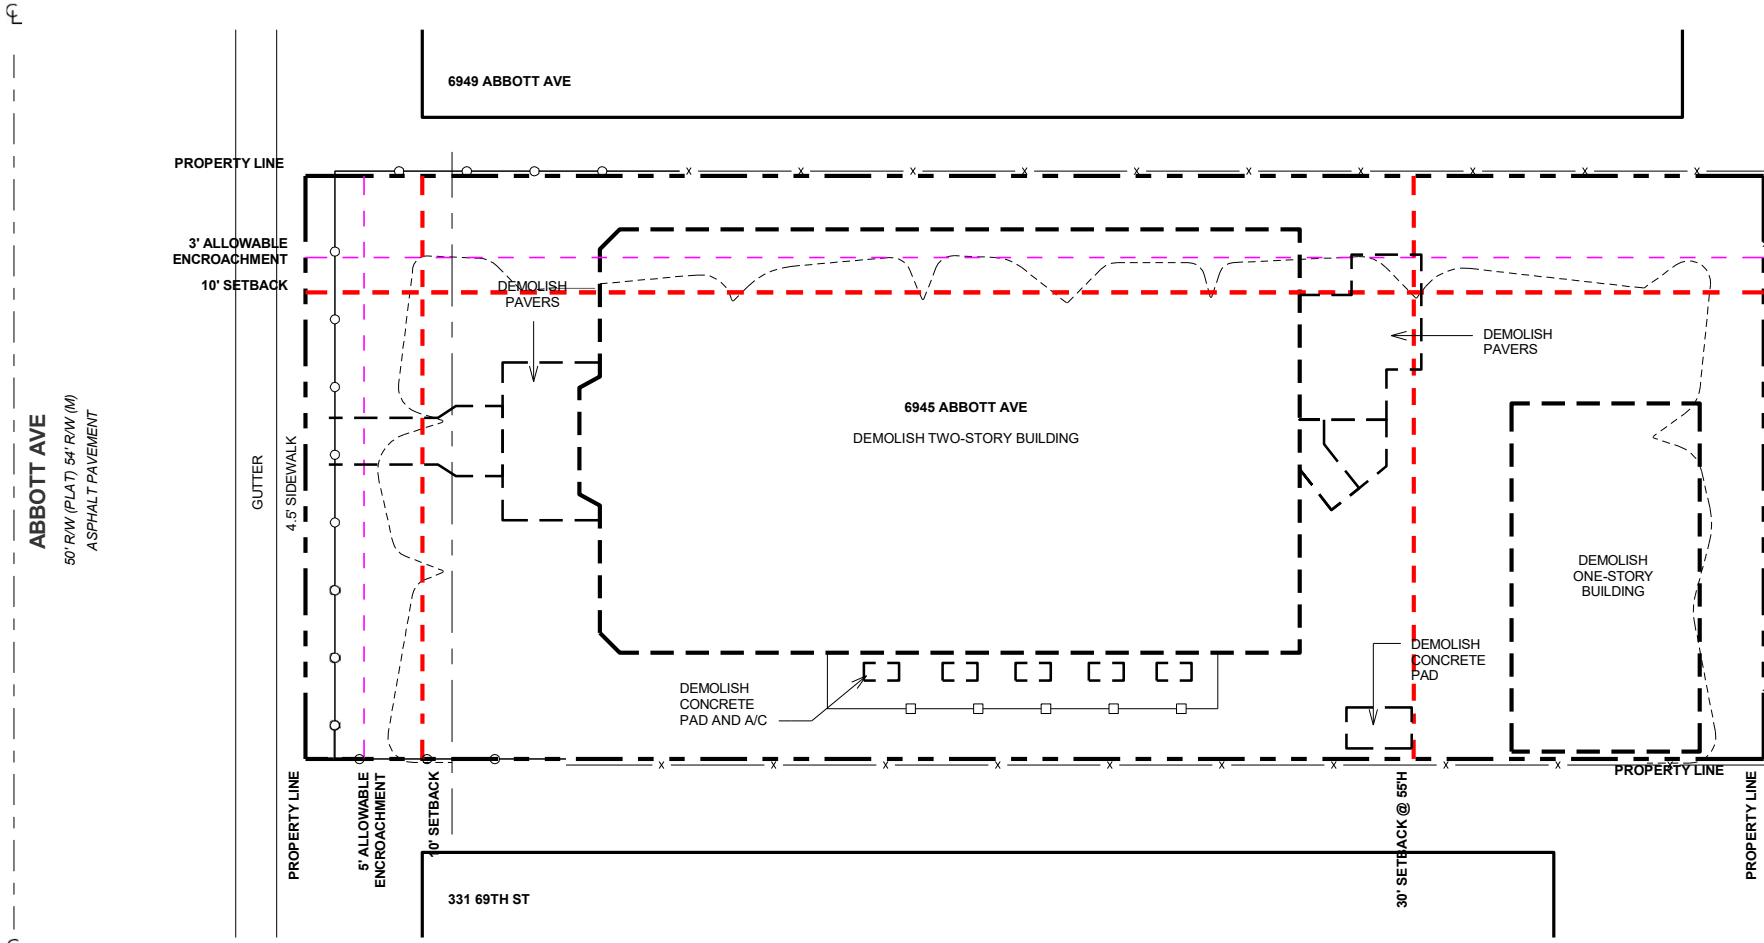 ℄
6949 ABBOTT AVE
PROPERTY LINE
3' ALLOWABLE
ENCROACHMENT
10' SETBACK
DEMOLISH
PAVERS
DEMOLISH
PAVERS
6945 ABBOTT AVE
DEMOLISH TWO-STORY BUILDING
ABBOTT AVE
50' R/W (PLAT) 54' R/W (M)
ASPHALT PAVEMENT
GUTTER
4.5' SIDEWALK
DEMOLISH
ONE-STORY
BUILDING
DEMOLISH
CONCRETE
PAD
DEMOLISH
CONCRETE
PAD AND A/C
PROPERTY LINE
PROPERTY LINE
5' ALLOWABLE
ENCROACHMENT
10' SETBACK
30' SETBACK @ 55'H
PROPERTY LINE
331 69TH ST